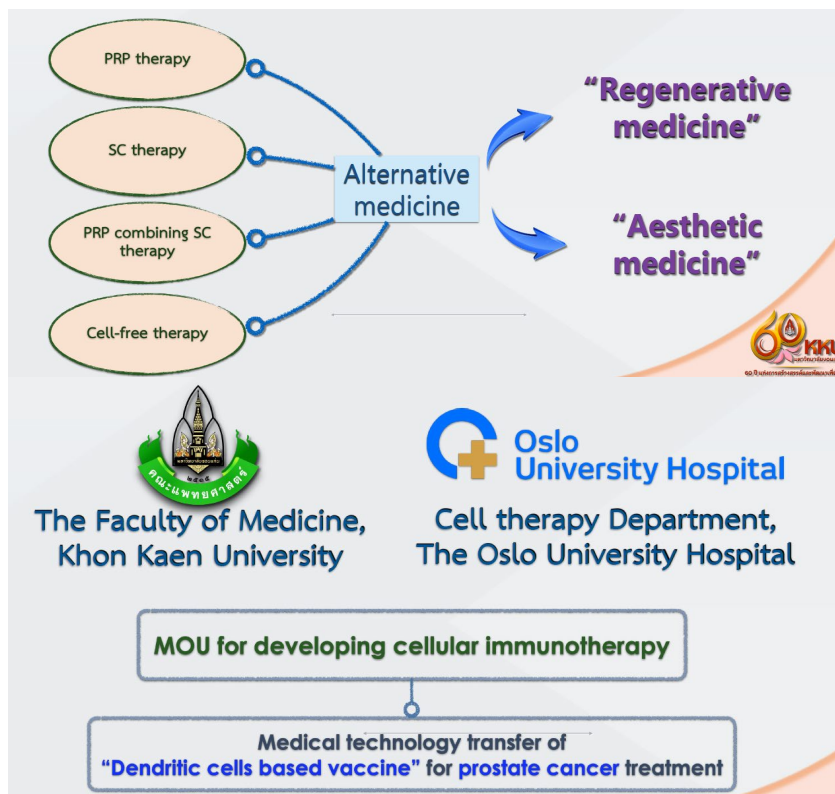 PRP therapy
SC therapy
PRP combining SC
therapy
Cell-free therapy
Alternative
medicine
“Regenerative
medicine”
“Aesthetic
medicine”
60 KKU
คณะแพทยศาสตร์
The Faculty of Medicine,
Khon Kaen University
Oslo
University Hospital
Cell therapy Department,
The Oslo University Hospital
MOU for developing cellular immunotherapy
Medical technology transfer of
“Dendritic cells based vaccine” for prostate cancer treatment